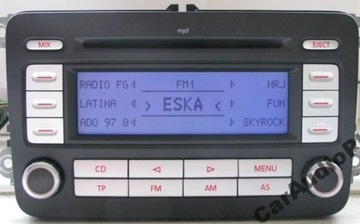 mp3
MIX
EJECT
RADIO FG FM1 NRJ
LATINA > ESKA < FUN
ADO 97.8 SKYROCK
CD MENU
TP FM AM AS
CarAudioP